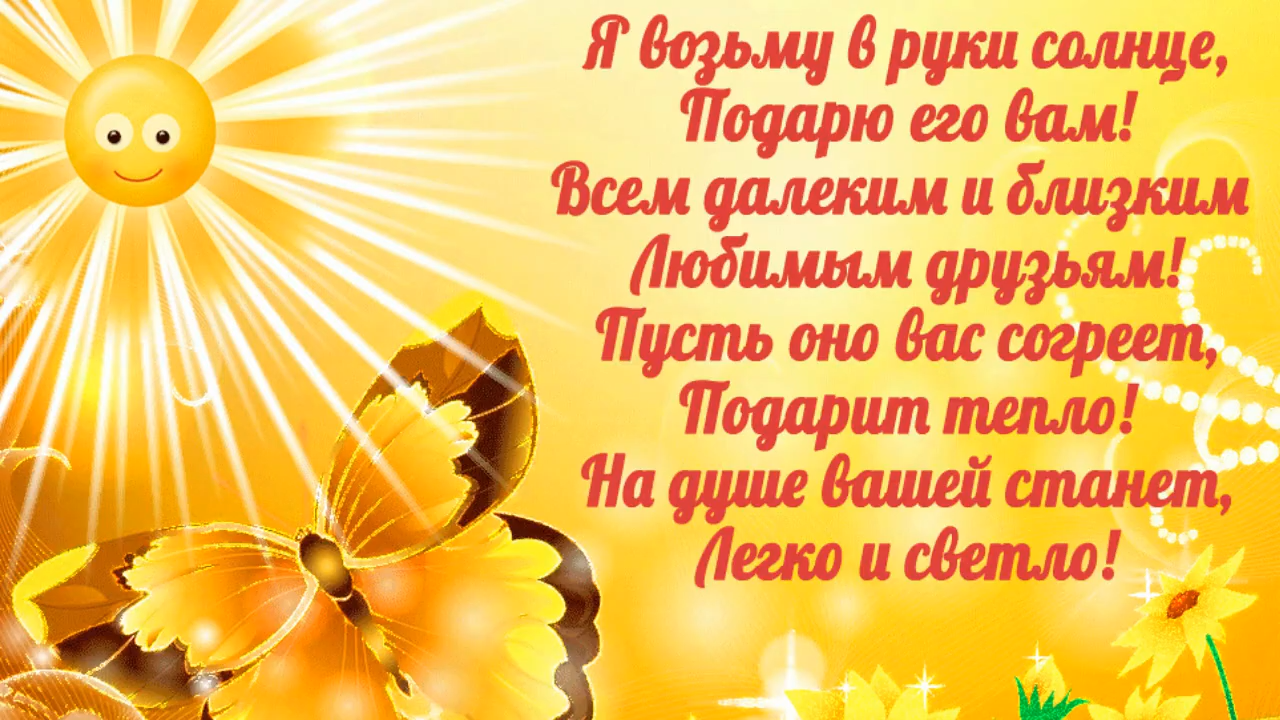 Я возьму в руки солнце,
Подарю его вам!
Всем далеким и близким
Любимым друзьям!
Пусть оно вас согреет,
Подарит тепло!
На душе вашей станет,
Легко и светло!